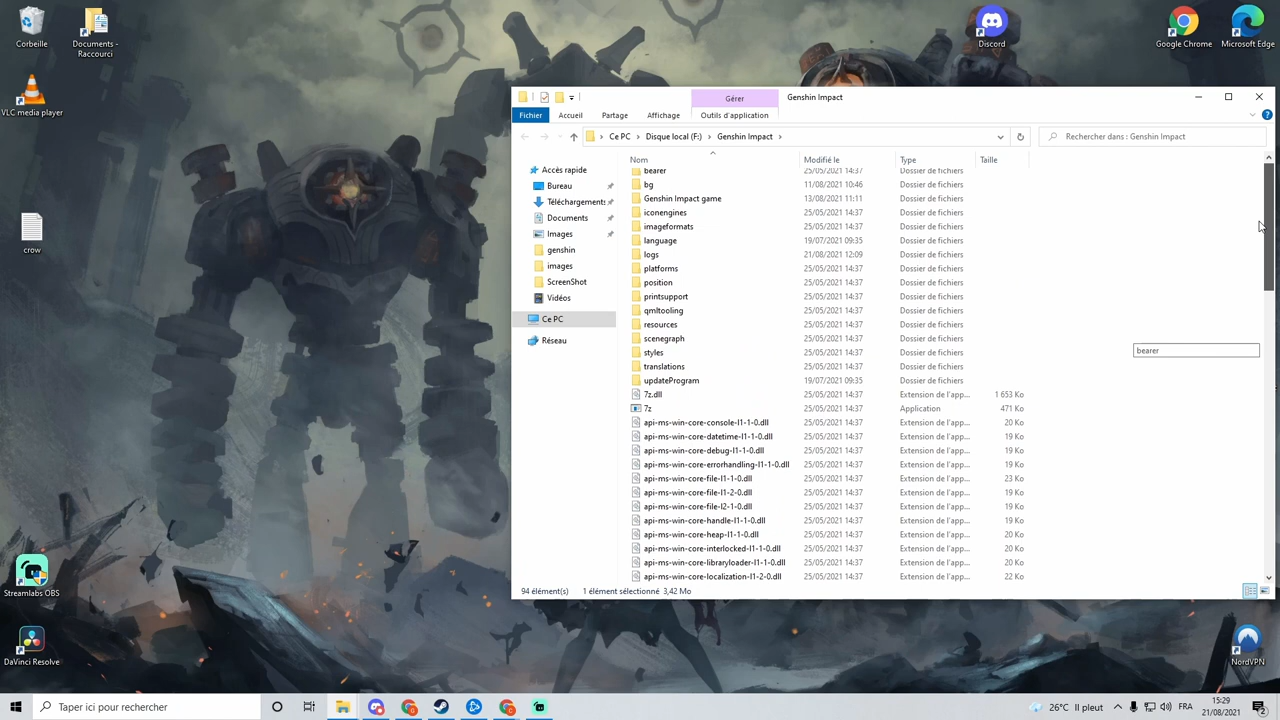 Corbeille
Documents - Raccourci
Discord
Google Chrome
Microsoft Edge
VLC media player
crow
Streamlabs OBS
DaVinci Resolve
NordVPN
Gérer
Genshin Impact
Fichier Accueil Partage Affichage Outils d'application
Ce PC > Disque local (F:) > Genshin Impact >
Rechercher dans : Genshin Impact
Accès rapide
Bureau
Téléchargements
Documents
Images
genshin
images
ScreenShot
Vidéos
Ce PC
Réseau
Nom Modifié le Type Taille
bearer 25/05/2021 14:37 Dossier de fichiers
bg 11/08/2021 10:46 Dossier de fichiers
Genshin Impact game 13/08/2021 11:11 Dossier de fichiers
iconengines 25/05/2021 14:37 Dossier de fichiers
imageformats 25/05/2021 14:37 Dossier de fichiers
language 19/07/2021 09:35 Dossier de fichiers
logs 21/08/2021 12:09 Dossier de fichiers
platforms 25/05/2021 14:37 Dossier de fichiers
position 25/05/2021 14:37 Dossier de fichiers
printsupport 25/05/2021 14:37 Dossier de fichiers
qmltooling 25/05/2021 14:37 Dossier de fichiers
resources 25/05/2021 14:37 Dossier de fichiers
scenegraph 25/05/2021 14:37 Dossier de fichiers
styles 25/05/2021 14:37 Dossier de fichiers
translations 25/05/2021 14:37 Dossier de fichiers
updateProgram 19/07/2021 09:35 Dossier de fichiers
7z.dll 25/05/2021 14:37 Extension de l'app... 1 653 Ko
7z 25/05/2021 14:37 Application 471 Ko
api-ms-win-core-console-l1-1-0.dll 25/05/2021 14:37 Extension de l'app... 20 Ko
api-ms-win-core-datetime-l1-1-0.dll 25/05/2021 14:37 Extension de l'app... 19 Ko
api-ms-win-core-debug-l1-1-0.dll 25/05/2021 14:37 Extension de l'app... 19 Ko
api-ms-win-core-errorhandling-l1-1-0.dll 25/05/2021 14:37 Extension de l'app... 19 Ko
api-ms-win-core-file-l1-1-0.dll 25/05/2021 14:37 Extension de l'app... 23 Ko
api-ms-win-core-file-l1-2-0.dll 25/05/2021 14:37 Extension de l'app... 19 Ko
api-ms-win-core-file-l2-1-0.dll 25/05/2021 14:37 Extension de l'app... 19 Ko
api-ms-win-core-handle-l1-1-0.dll 25/05/2021 14:37 Extension de l'app... 19 Ko
api-ms-win-core-heap-l1-1-0.dll 25/05/2021 14:37 Extension de l'app... 20 Ko
api-ms-win-core-interlocked-l1-1-0.dll 25/05/2021 14:37 Extension de l'app... 20 Ko
api-ms-win-core-libraryloader-l1-1-0.dll 25/05/2021 14:37 Extension de l'app... 20 Ko
api-ms-win-core-localization-l1-2-0.dll 25/05/2021 14:37 Extension de l'app... 22 Ko
bearer
94 élément(s) 1 élément sélectionné 3,42 Mo
Taper ici pour rechercher
26°C Il pleut
FRA
15:29
21/08/2021
2